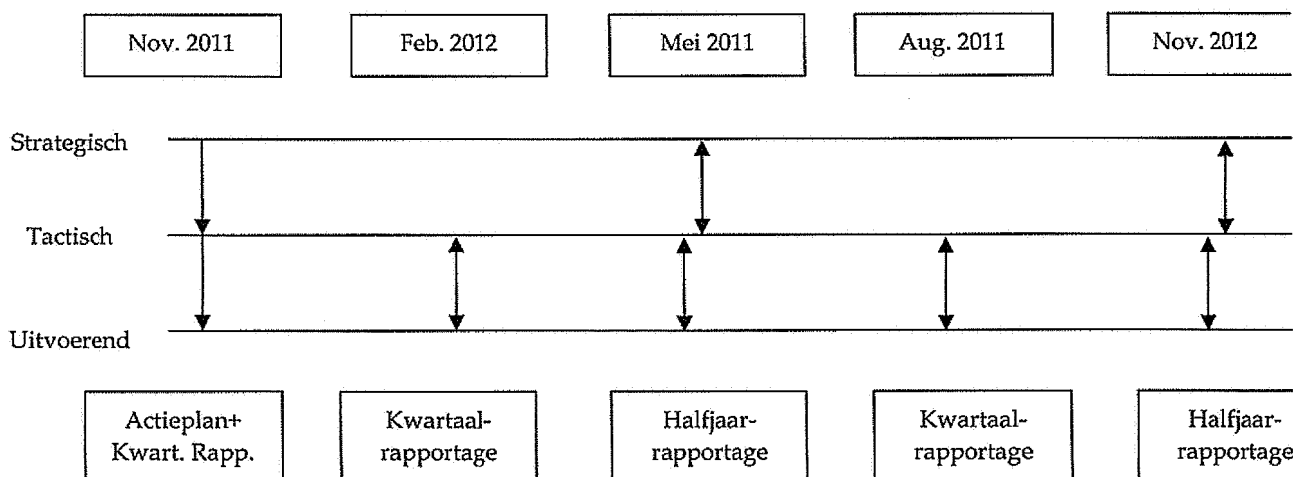 Nov. 2011
Feb. 2012
Mei 2011
Aug. 2011
Nov. 2012
Strategisch
Tactisch
Uitvoerend
Actieplan+
Kwart. Rapp.
Kwartaal-
rapportage
Halfjaar-
rapportage
Kwartaal-
rapportage
Halfjaar-
rapportage